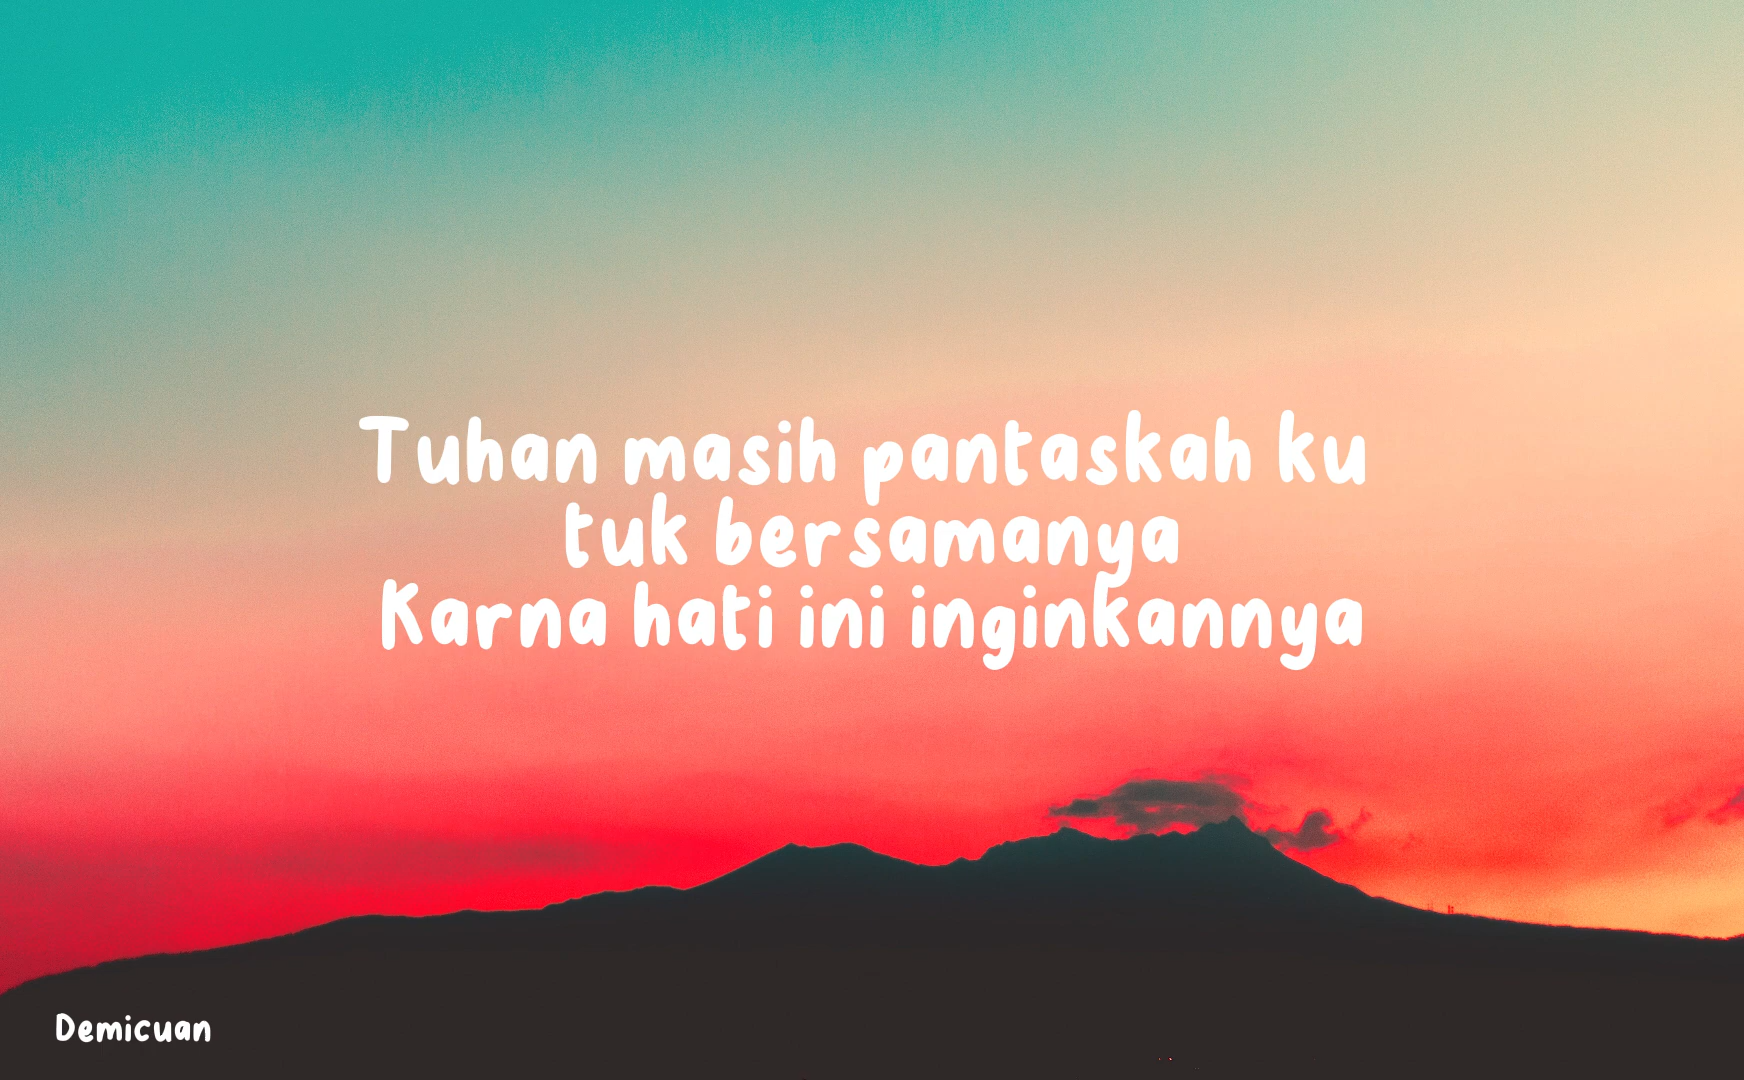 Tuhan masih pantaskah ku
tuk bersamanya
Karna hati ini inginkannya
Demicuan